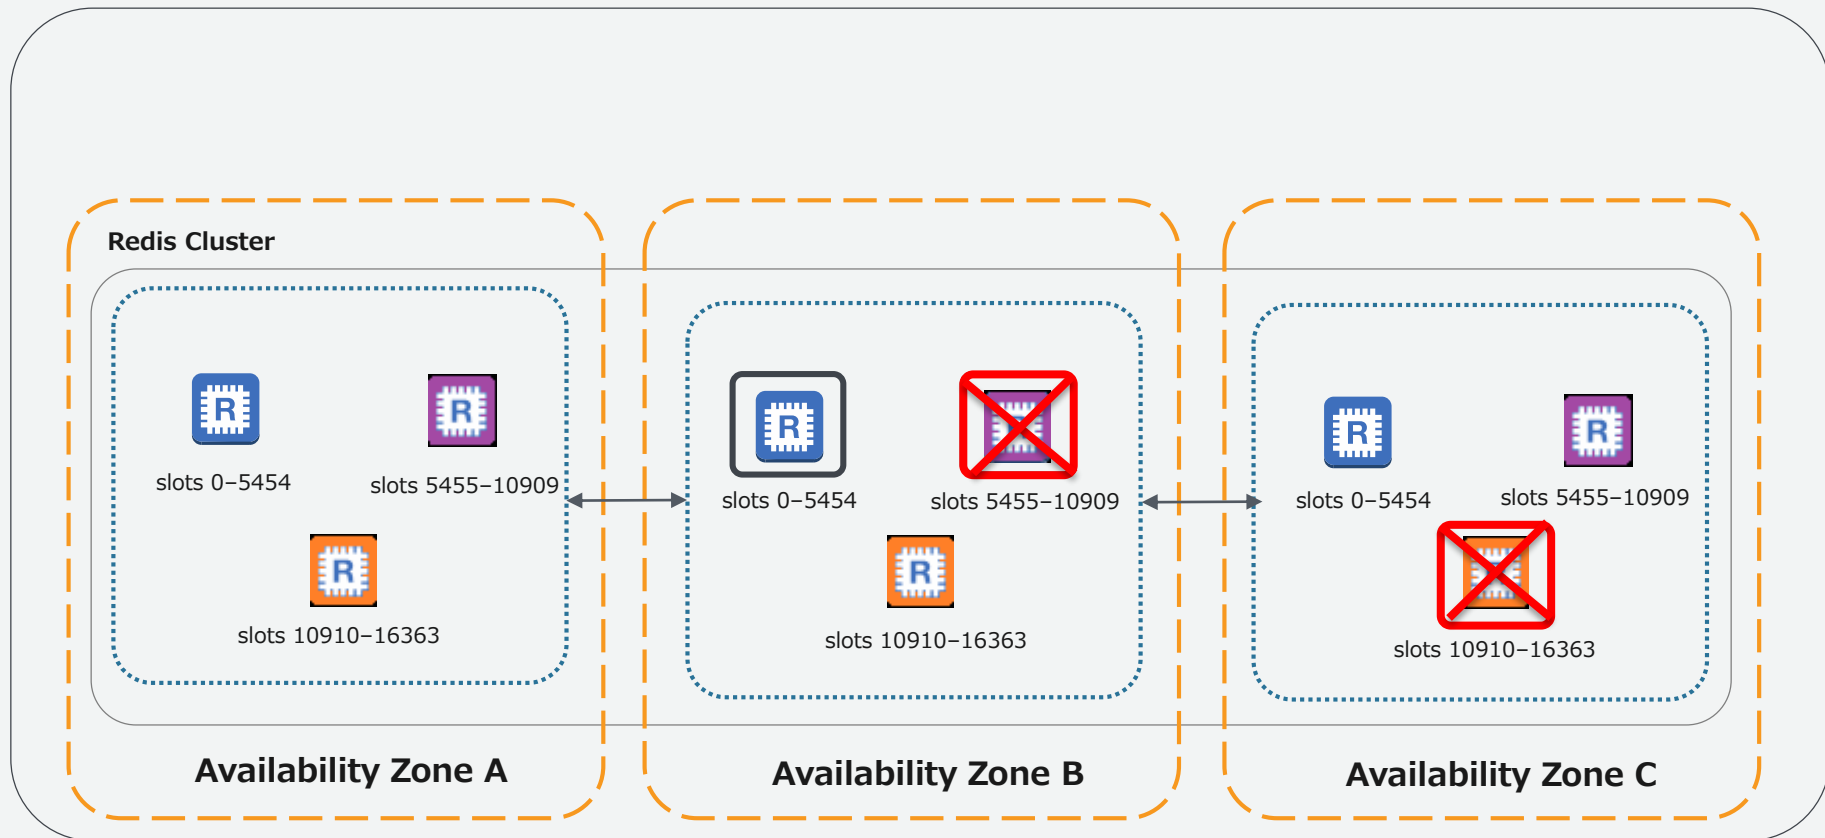 Redis Cluster
R
R
slots 0–5454
slots 5455–10909
R
slots 10910–16363
Availability Zone A
R
R
slots 0–5454
slots 5455–10909
R
slots 10910–16363
Availability Zone B
R
R
slots 0–5454
slots 5455–10909
R
slots 10910–16363
Availability Zone C